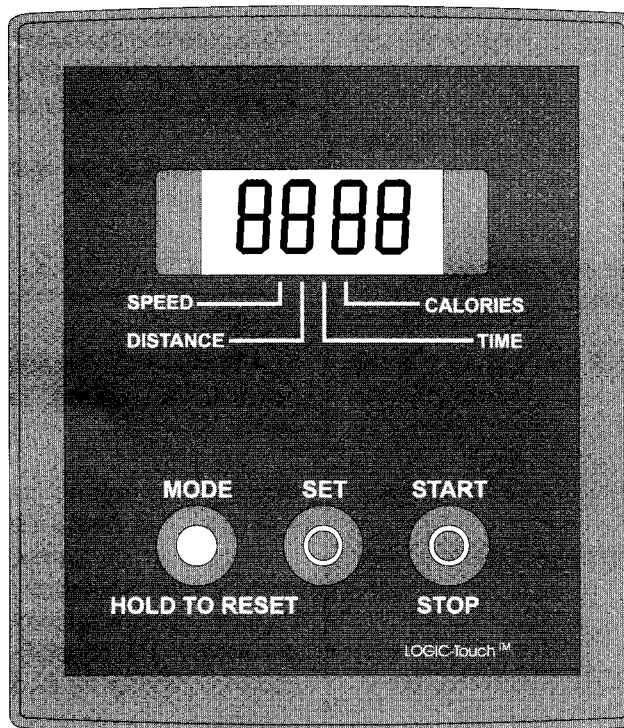 8888
SPEED CALORIES
DISTANCE TIME
MODE SET START
HOLD TO RESET STOP
LOGIC-Touch™